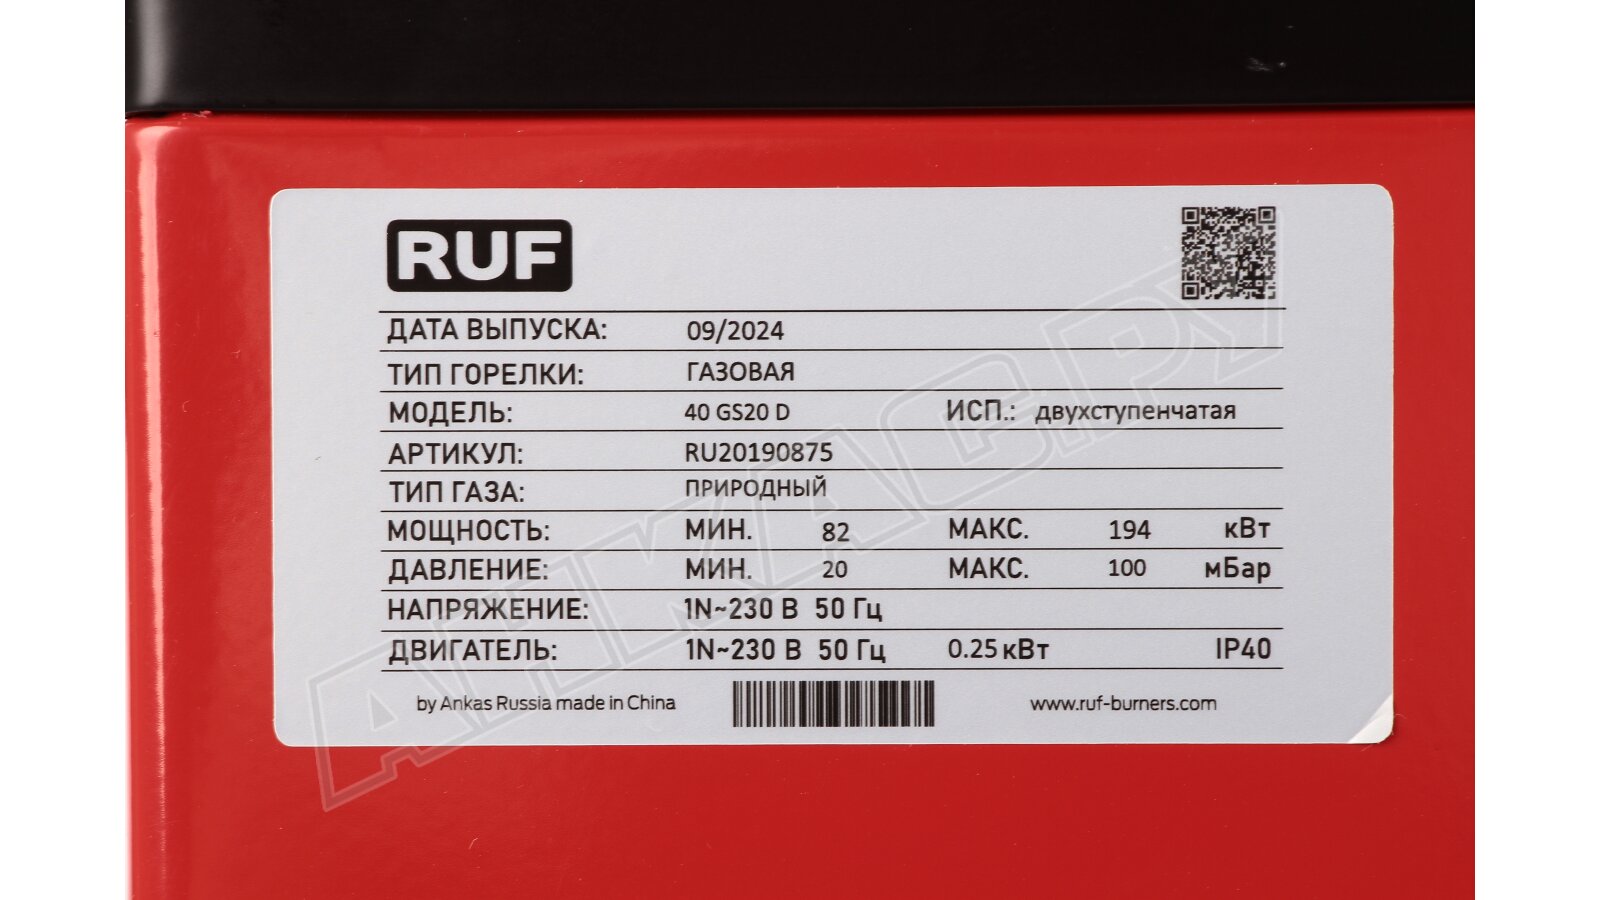 RUF
ДАТА ВЫПУСКА: 09/2024
ТИП ГОРЕЛКИ: ГАЗОВАЯ
МОДЕЛЬ: 40 GS20 D ИСП.: двухступенчатая
АРТИКУЛ: RU20190875
ТИП ГАЗА: ПРИРОДНЫЙ
МОЩНОСТЬ: МИН. 82 МАКС. 194 кВт
ДАВЛЕНИЕ: МИН. 20 МАКС. 100 мБар
НАПРЯЖЕНИЕ: 1N~230 В 50 Гц
ДВИГАТЕЛЬ: 1N~230 В 50 Гц 0.25 кВт IP40
by Ankas Russia made in China www.ruf-burners.com
АНКАС.РУ